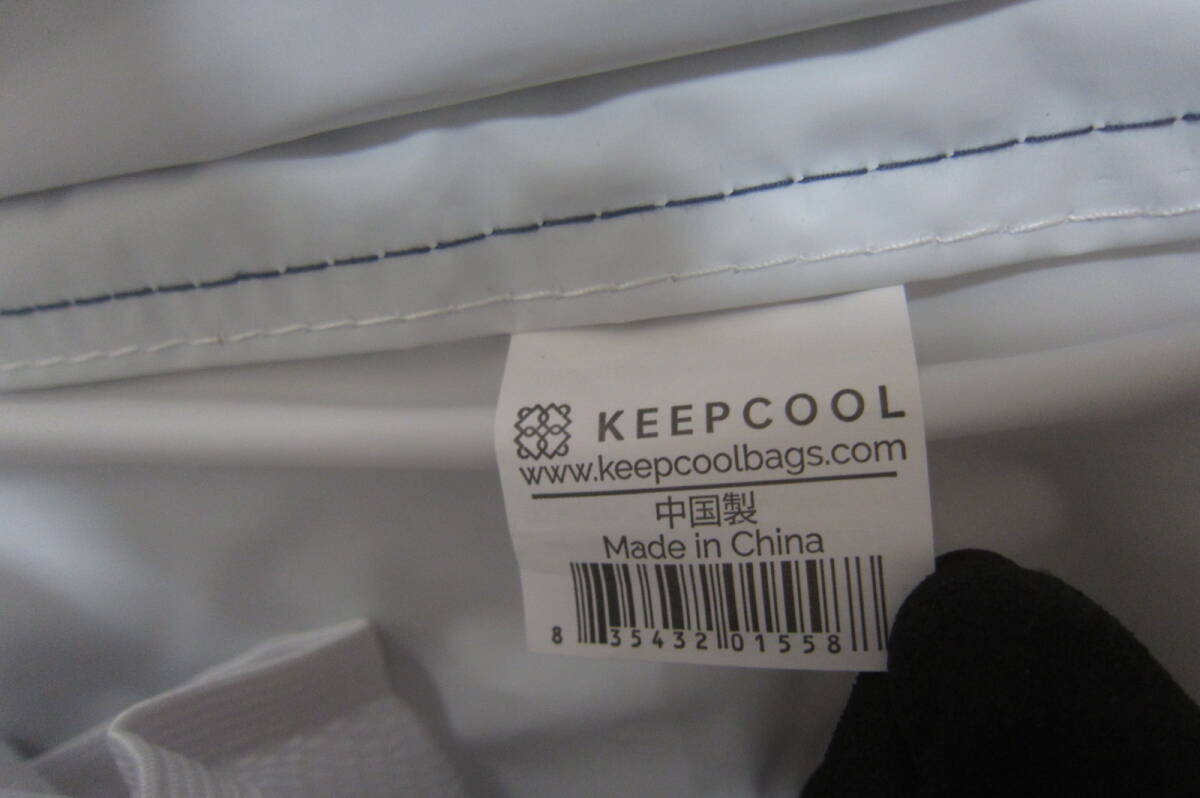 KEEPCOOL
www.keepcoolbags.com
中国製
Made in China
8 35432 01558